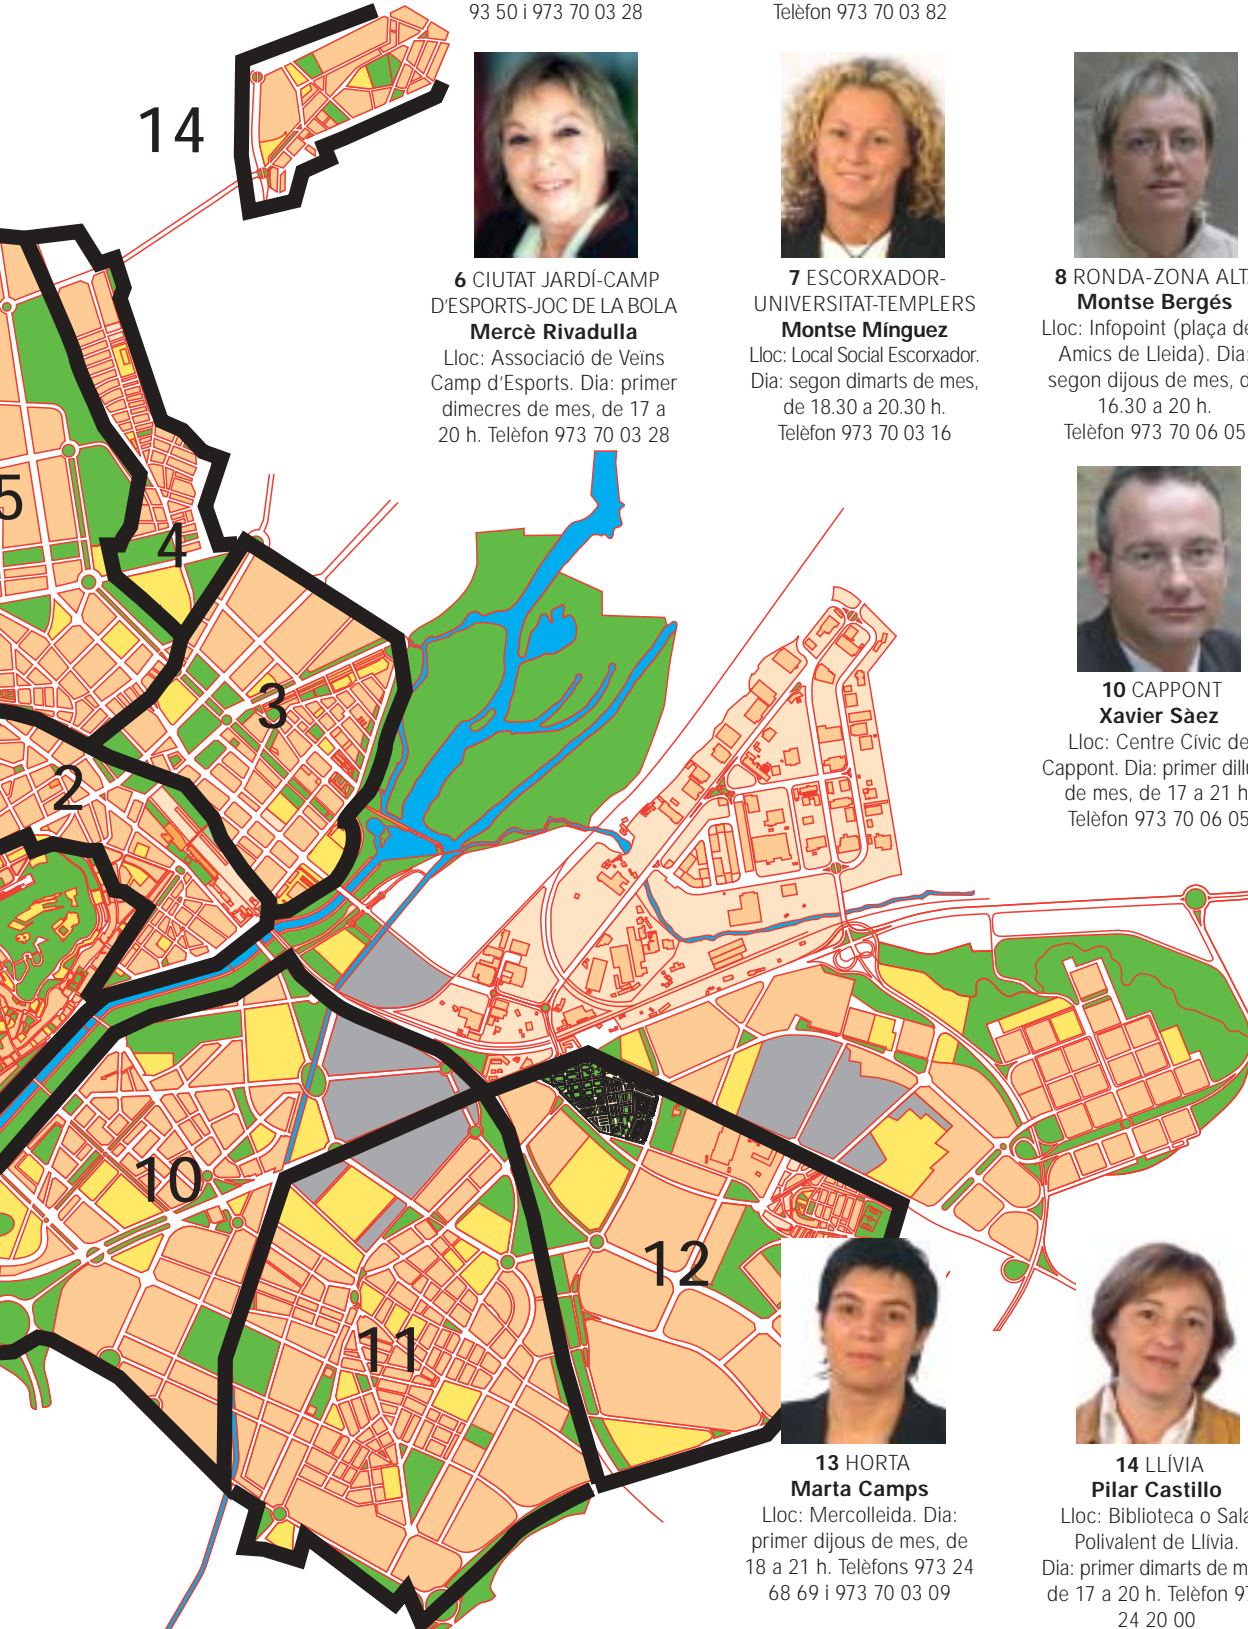 93 50 i 973 70 03 28
Telèfon 973 70 03 82
14
6 CIUTAT JARDÍ-CAMP
D'ESPORTS-JOC DE LA BOLA
Mercè Rivadulla
Lloc: Associació de Veïns
Camp d'Esports. Dia: primer
dimecres de mes, de 17 a
20 h. Telèfon 973 70 03 28
7 ESCORXADOR-
UNIVERSITAT-TEMPLERS
Montse Mínguez
Lloc: Local Social Escorxador.
Dia: segon dimarts de mes,
de 18.30 a 20.30 h.
Telèfon 973 70 03 16
8 RONDA-ZONA ALT
Montse Bergés
Lloc: Infopoint (plaça de
Amics de Lleida). Dia:
segon dijous de mes, d
16.30 a 20 h.
Telèfon 973 70 06 05
5
4
3
2
10 CAPPONT
Xavier Sàez
Lloc: Centre Cívic de
Cappont. Dia: primer dillu
de mes, de 17 a 21 h
Telèfon 973 70 06 05
10
12
11
13 HORTA
Marta Camps
Lloc: Mercolleida. Dia:
primer dijous de mes, de
18 a 21 h. Telèfons 973 24
68 69 i 973 70 03 09
14 LLÍVIA
Pilar Castillo
Lloc: Biblioteca o Sala
Polivalent de Llívia.
Dia: primer dimarts de m
de 17 a 20 h. Telèfon 97
24 20 00